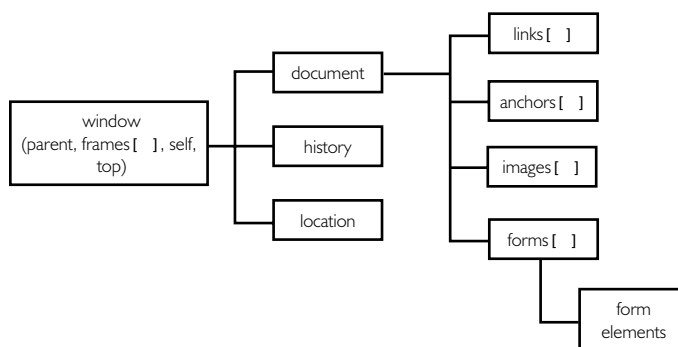 window
(parent, frames[ ], self,
top)
document
history
location
links[ ]
anchors[ ]
images[ ]
forms[ ]
form
elements